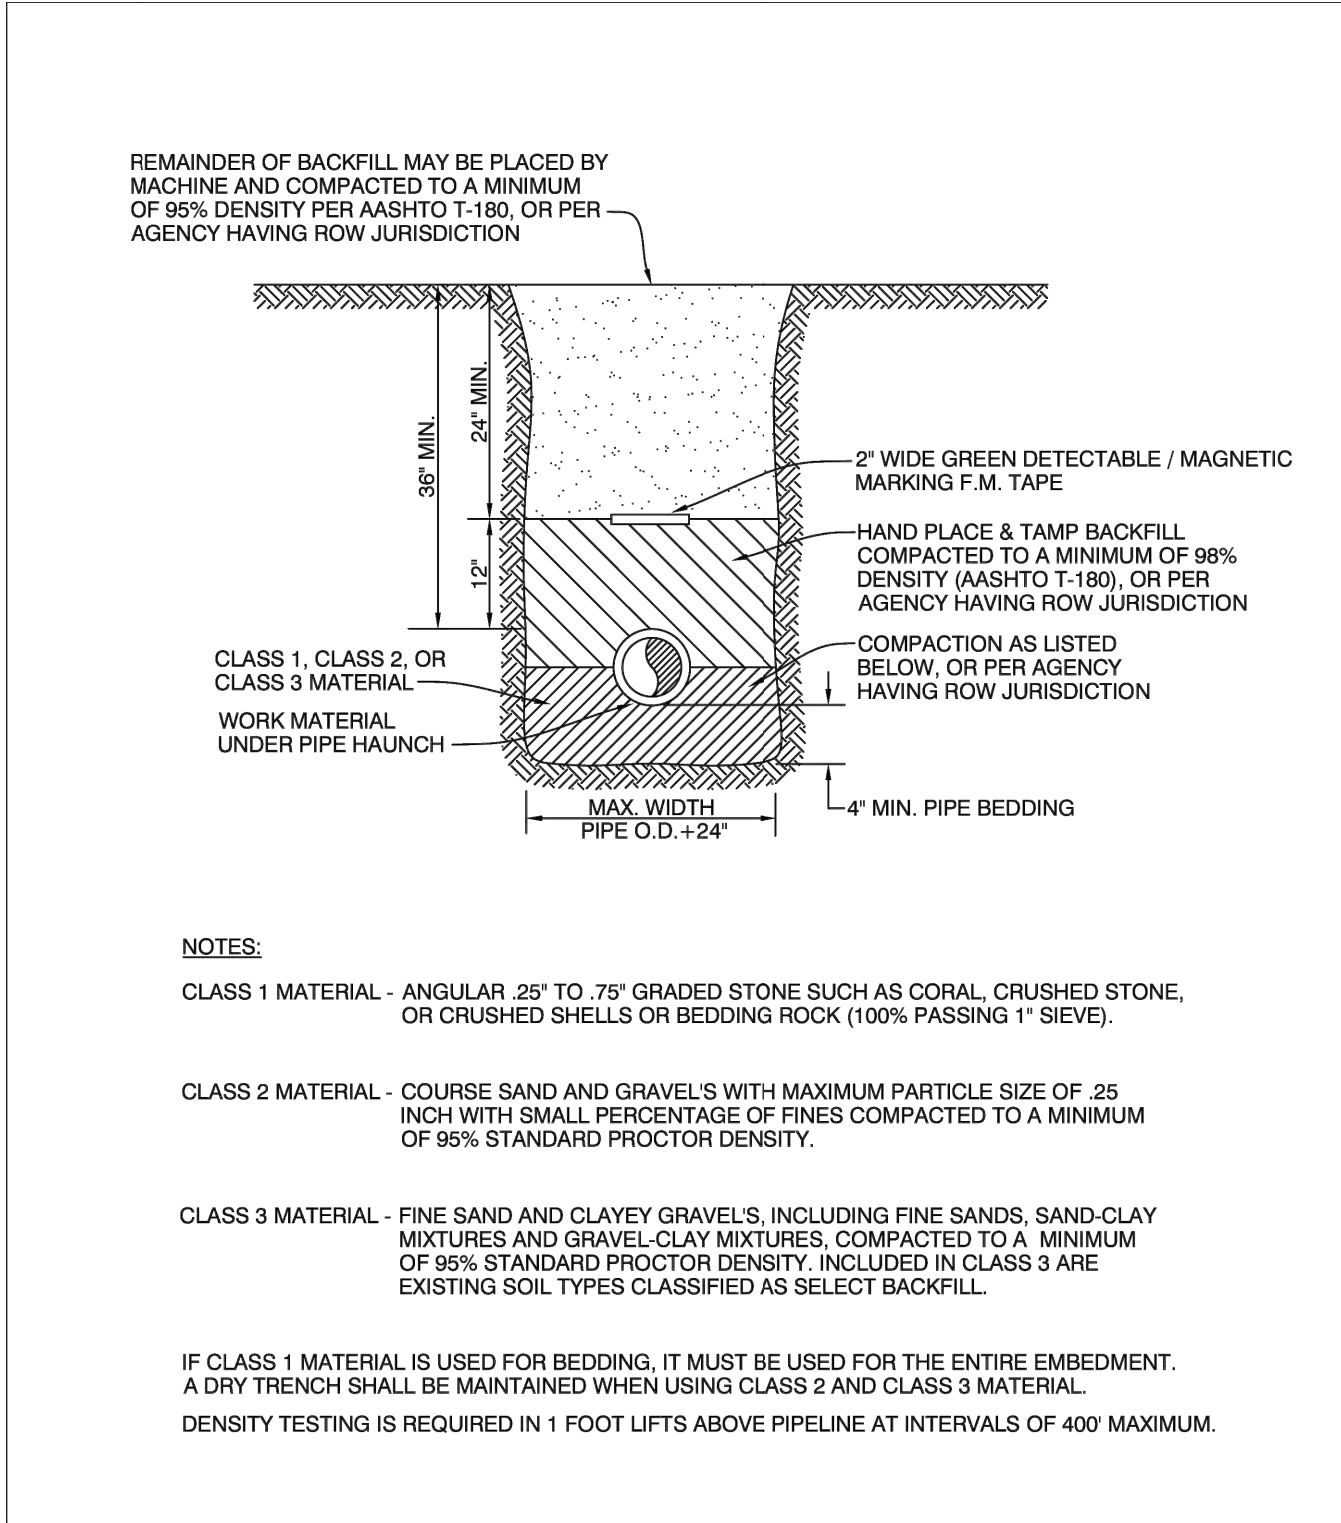 REMAINDER OF BACKFILL MAY BE PLACED BY
MACHINE AND COMPACTED TO A MINIMUM
OF 95% DENSITY PER AASHTO T-180, OR PER
AGENCY HAVING ROW JURISDICTION
36" MIN.
24" MIN.
12"
2" WIDE GREEN DETECTABLE / MAGNETIC
MARKING F.M. TAPE
HAND PLACE & TAMP BACKFILL
COMPACTED TO A MINIMUM OF 98%
DENSITY (AASHTO T-180), OR PER
AGENCY HAVING ROW JURISDICTION
COMPACTION AS LISTED
BELOW, OR PER AGENCY
HAVING ROW JURISDICTION
CLASS 1, CLASS 2, OR
CLASS 3 MATERIAL
WORK MATERIAL
UNDER PIPE HAUNCH
4" MIN. PIPE BEDDING
MAX. WIDTH
PIPE O.D.+24"
NOTES:
CLASS 1 MATERIAL - ANGULAR .25" TO .75" GRADED STONE SUCH AS CORAL, CRUSHED STONE,
OR CRUSHED SHELLS OR BEDDING ROCK (100% PASSING 1" SIEVE).
CLASS 2 MATERIAL - COURSE SAND AND GRAVEL'S WITH MAXIMUM PARTICLE SIZE OF .25
INCH WITH SMALL PERCENTAGE OF FINES COMPACTED TO A MINIMUM
OF 95% STANDARD PROCTOR DENSITY.
CLASS 3 MATERIAL - FINE SAND AND CLAYEY GRAVEL'S, INCLUDING FINE SANDS, SAND-CLAY
MIXTURES AND GRAVEL-CLAY MIXTURES, COMPACTED TO A MINIMUM
OF 95% STANDARD PROCTOR DENSITY. INCLUDED IN CLASS 3 ARE
EXISTING SOIL TYPES CLASSIFIED AS SELECT BACKFILL.
IF CLASS 1 MATERIAL IS USED FOR BEDDING, IT MUST BE USED FOR THE ENTIRE EMBEDMENT.
A DRY TRENCH SHALL BE MAINTAINED WHEN USING CLASS 2 AND CLASS 3 MATERIAL.
DENSITY TESTING IS REQUIRED IN 1 FOOT LIFTS ABOVE PIPELINE AT INTERVALS OF 400' MAXIMUM.